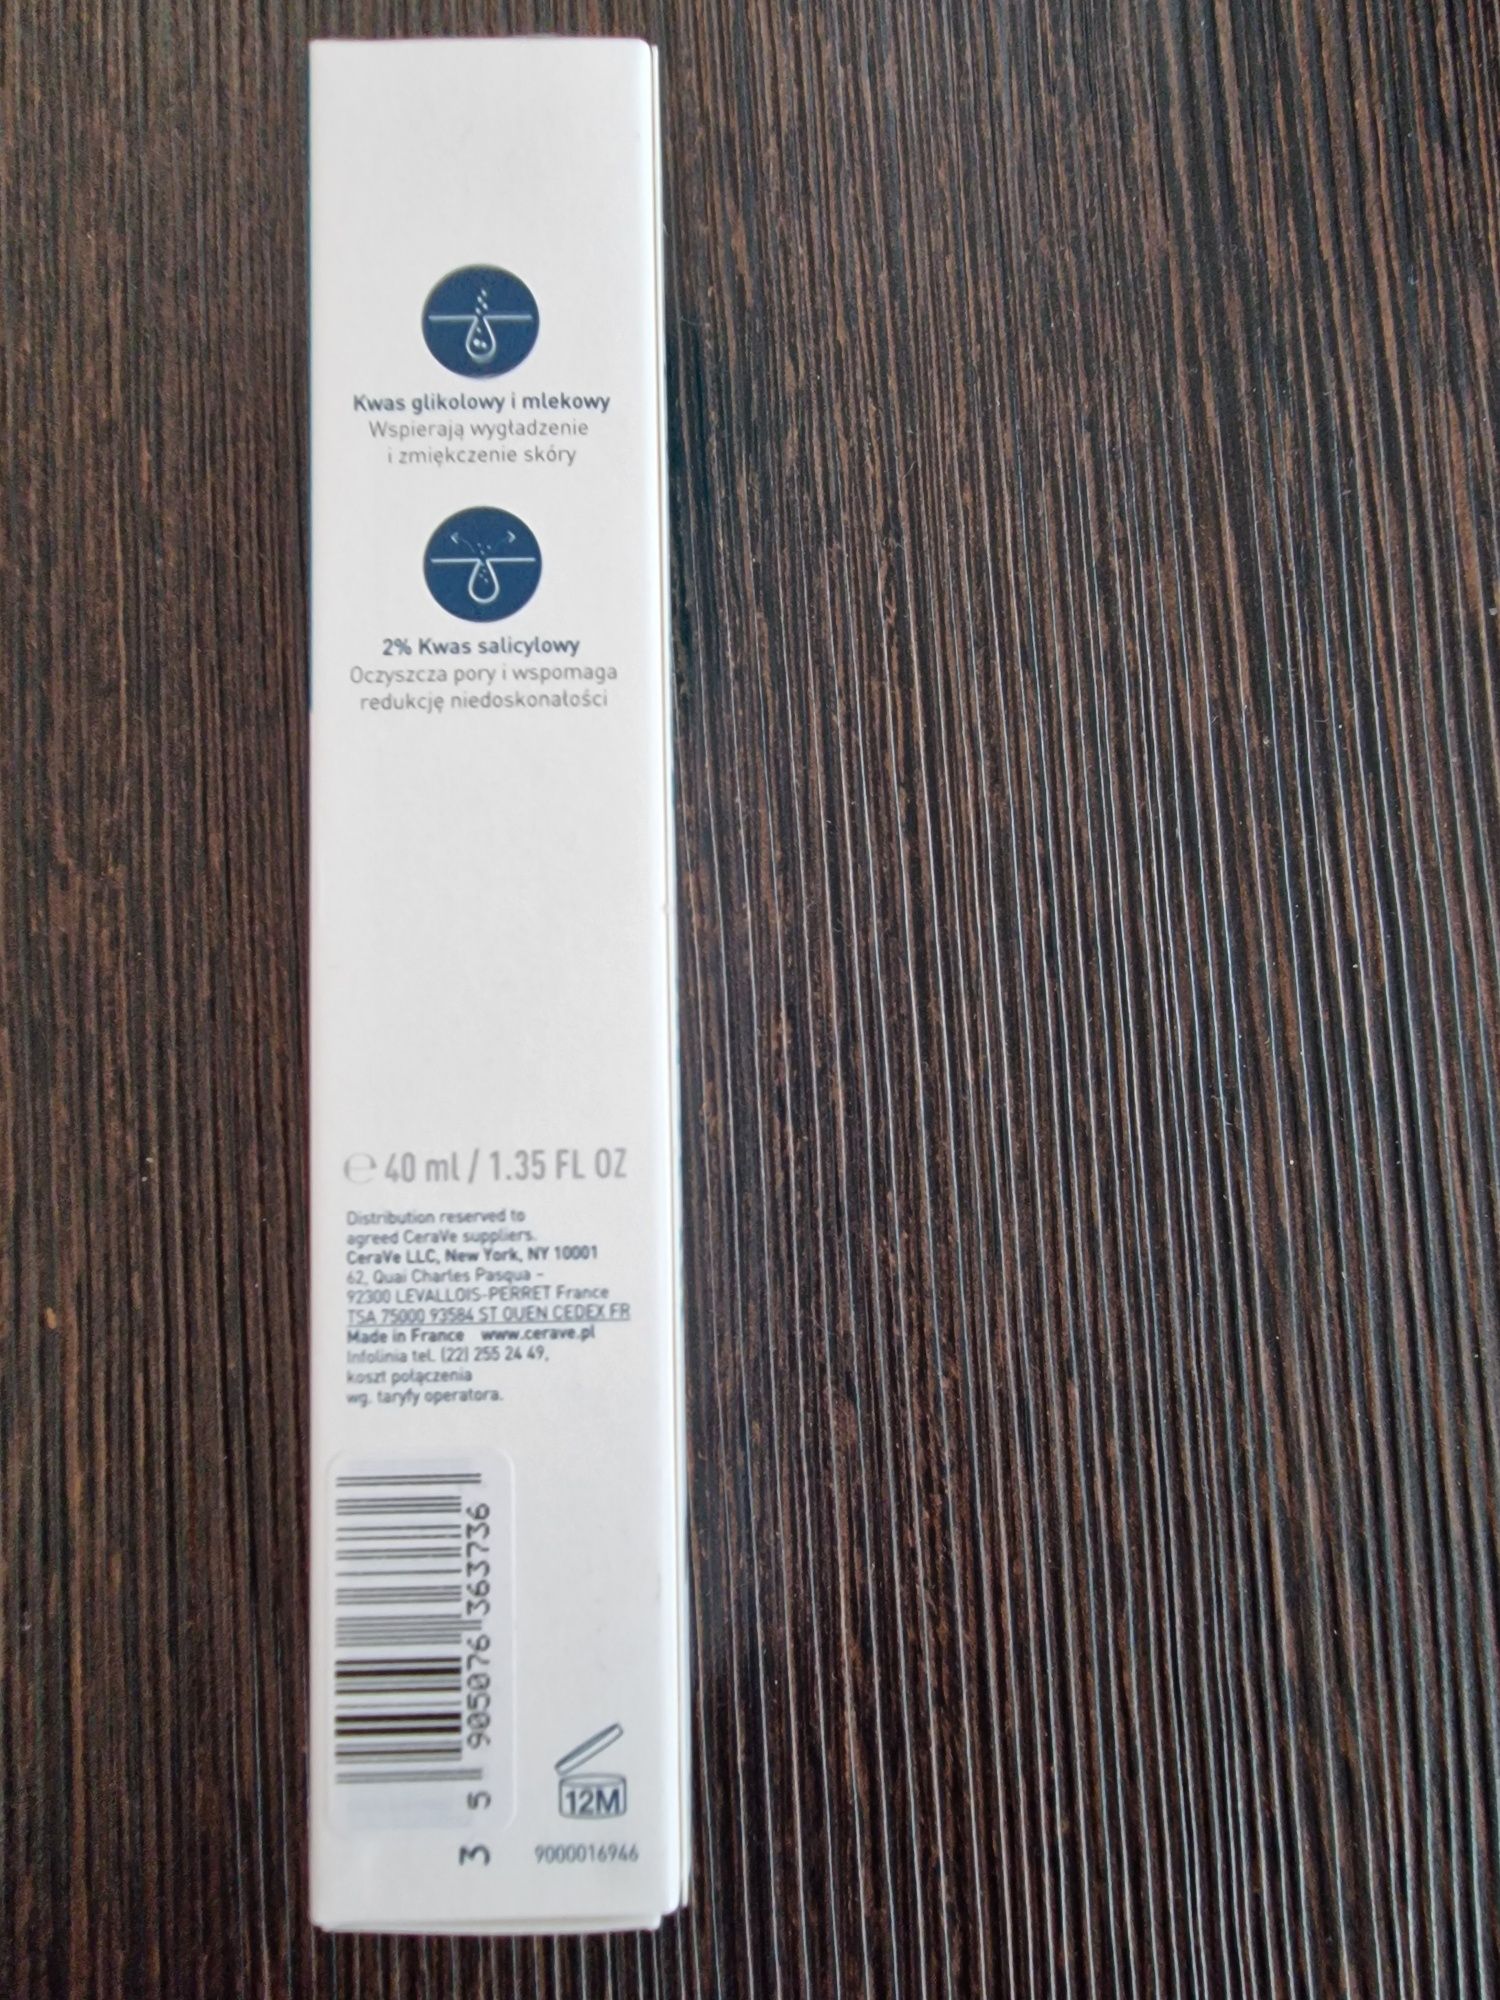 Kwas glikolowy i mlekowy
Wspierają wygładzenie
i zmiękczenie skóry
2% Kwas salicylowy
Oczyszcza pory i wspomaga
redukcję niedoskonałości
℮ 40 ml / 1.35 FL OZ
Distribution reserved to
agreed CeraVe suppliers.
CeraVe LLC, New York, NY 10001
62, Quai Charles Pasqua –
92300 LEVALLOIS-PERRET France
TSA 75000 93584 ST OUEN CEDEX FR
Made in France www.cerave.pl
Infolinia tel. (22) 255 24 49,
koszt połączenia
wg. taryfy operatora.
5 905076 363736
3
12M
9000016946